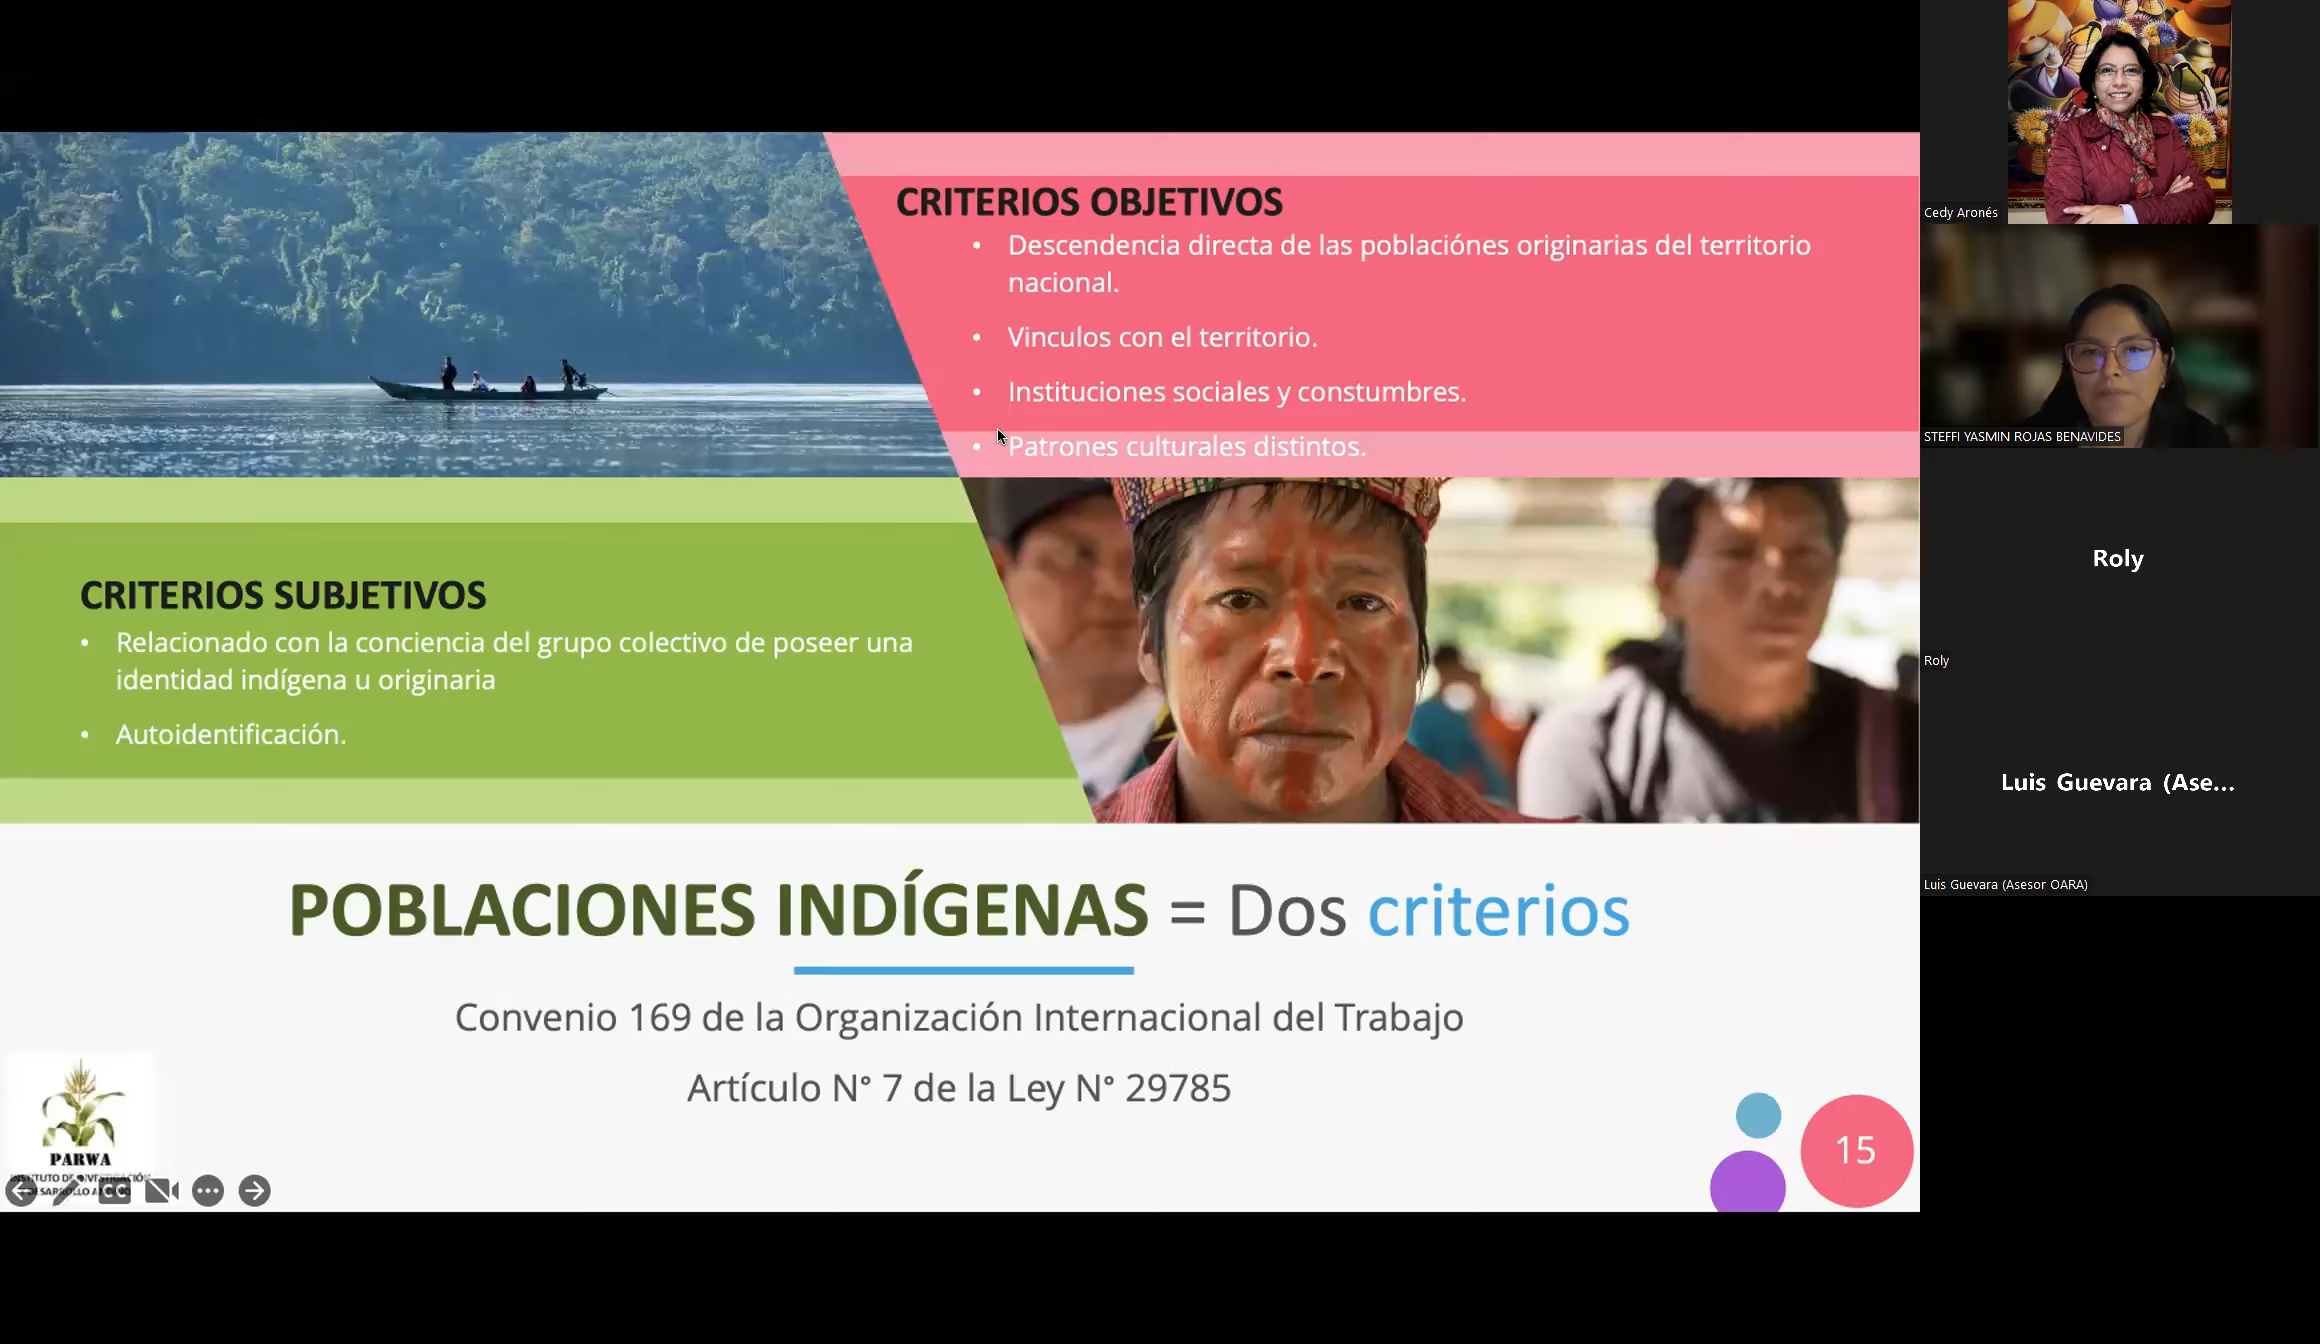 CRITERIOS OBJETIVOS
• Descendencia directa de las poblaciónes originarias del territorio
nacional.
• Vinculos con el territorio.
• Instituciones sociales y constumbres.
• Patrones culturales distintos.
CRITERIOS SUBJETIVOS
• Relacionado con la conciencia del grupo colectivo de poseer una
identidad indígena u originaria
• Autoidentificación.
POBLACIONES INDÍGENAS = Dos criterios
Convenio 169 de la Organización Internacional del Trabajo
Artículo N° 7 de la Ley N° 29785
PARWA
CC
15
Cedy Aronés
STEFFI YASMIN ROJAS BENAVIDES
Roly
Roly
Luis Guevara (Ase...
Luis Guevara (Asesor OARA)